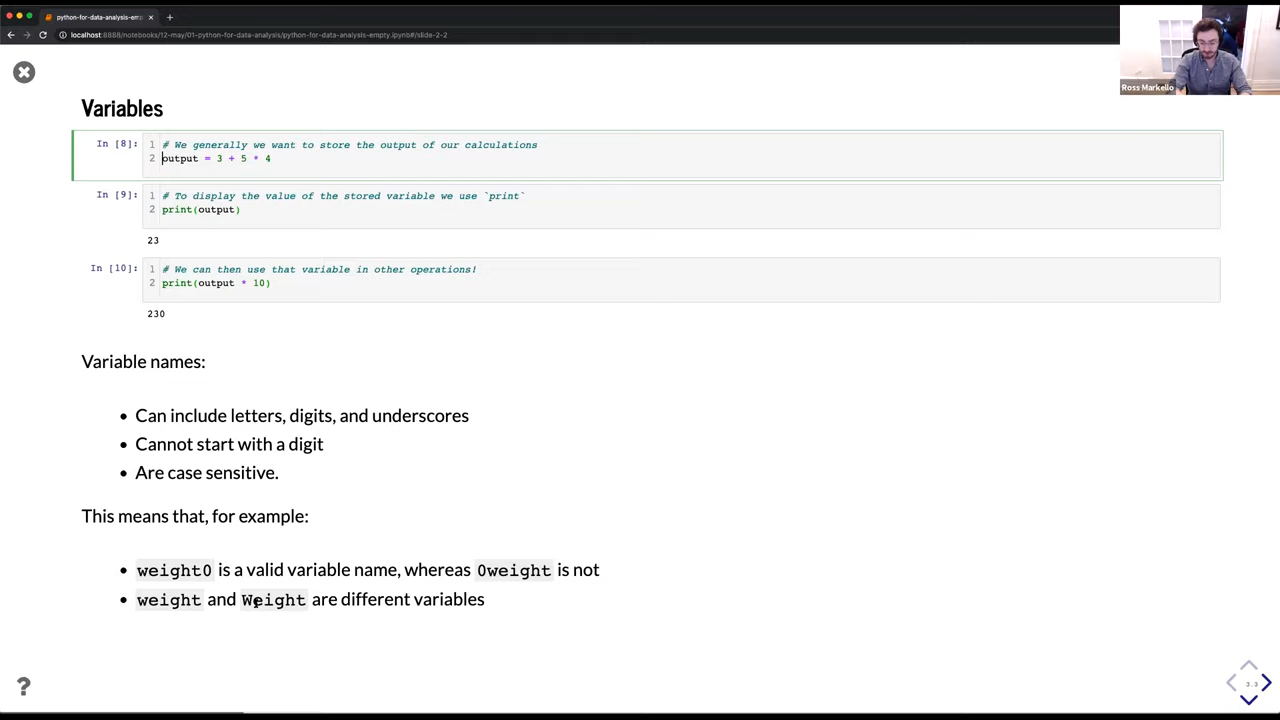 python-for-data-analysis-emp
localhost:8888/notebooks/12-may/01-python-for-data-analysis/python-for-data-analysis-empty.ipynb#/slide-2-2
Ross Markello
Variables
In [8]:
1 # We generally we want to store the output of our calculations
2 output = 3 + 5 * 4
In [9]:
1 # To display the value of the stored variable we use `print`
2 print(output)
23
In [10]:
1 # We can then use that variable in other operations!
2 print(output * 10)
230
Variable names:
• Can include letters, digits, and underscores
• Cannot start with a digit
• Are case sensitive.
This means that, for example:
• weight0 is a valid variable name, whereas 0weight is not
• weight and Weight are different variables
?
3.3